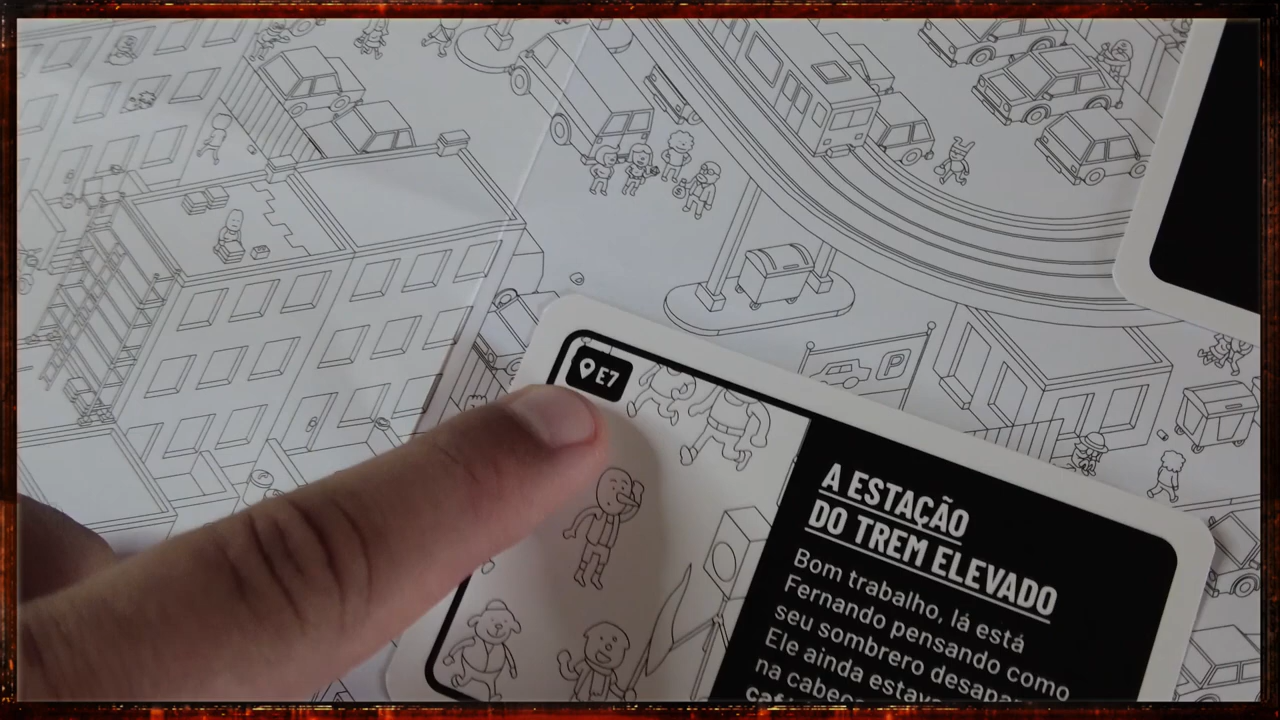 P
E7
A ESTAÇÃO
DO TREM ELEVADO
Bom trabalho, lá está
Fernando pensando como
seu sombrero
Ele ainda
na